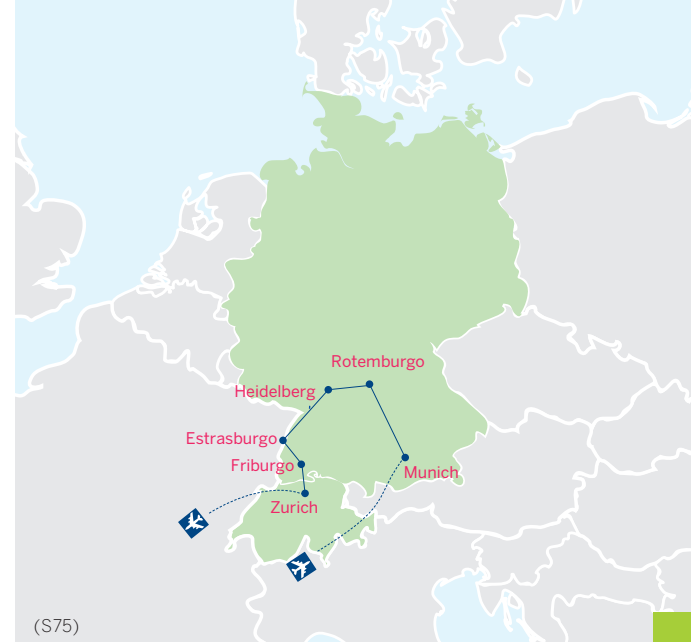 Rotemburgo
Heidelberg
Estrasburgo
Friburgo
Munich
Zurich
(S75)